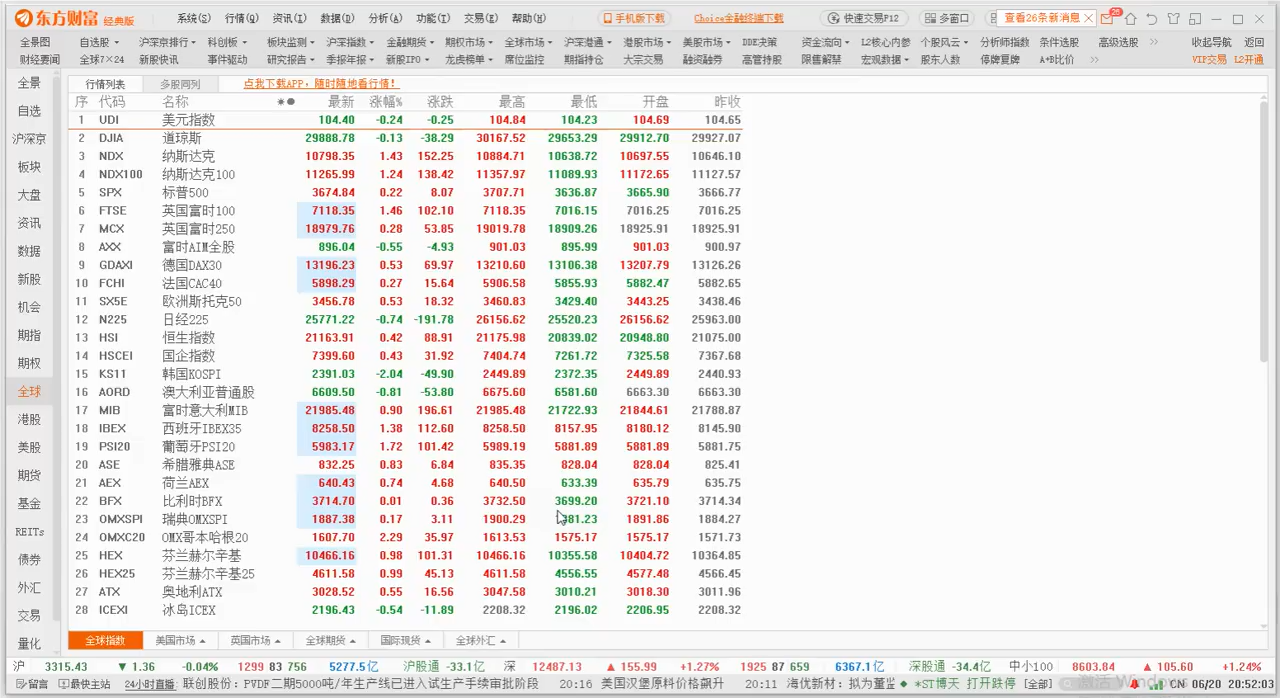 东方财富 经典版 系统(S) 行情(Q) 资讯(I) 数据(D) 分析(A) 功能(T) 交易(E) 帮助(H) 手机版下载 Choice金融终端下载 快速交易F12 多窗口 查看26条新消息 26
全景图 自选股 沪深京排行 科创板 板块监测 沪深指数 金融期货 期权市场 全球市场 沪深港通 港股市场 美股市场 DDE决策 资金流向 L2核心内参 个股风云 分析师指数 条件选股 高级选股 收起导航 返回
财经要闻 全球7×24 新股快讯 事件驱动 研究报告 季报年报 新股IPO 龙虎榜单 席位监控 期指持仓 大宗交易 融资融券 高管持股 限售解禁 宏观数据 股东人数 停牌复牌 A+B比价 VIP交易 L2开通
全景
自选
沪深京
板块
大盘
资讯
数据
新股
机会
期指
期权
全球
港股
美股
期货
基金
REITs
债券
外汇
交易
量化
行情列表 多股同列 点我下载APP，随时随地看行情！
序 代码 名称 最新 涨幅% 涨跌 最高 最低 开盘 昨收
1 UDI 美元指数 104.40 -0.24 -0.25 104.84 104.23 104.69 104.65
2 DJIA 道琼斯 29888.78 -0.13 -38.29 30167.52 29653.29 29912.70 29927.07
3 NDX 纳斯达克 10798.35 1.43 152.25 10884.71 10638.72 10697.55 10646.10
4 NDX100 纳斯达克100 11265.99 1.24 138.42 11357.97 11089.93 11172.65 11127.57
5 SPX 标普500 3674.84 0.22 8.07 3707.71 3636.87 3665.90 3666.77
6 FTSE 英国富时100 7118.35 1.46 102.10 7118.35 7016.15 7016.25 7016.25
7 MCX 英国富时250 18979.76 0.28 53.85 19019.78 18909.26 18925.91 18925.91
8 AXX 富时AIM全股 896.04 -0.55 -4.93 901.03 895.99 901.03 900.97
9 GDAXI 德国DAX30 13196.23 0.53 69.97 13210.60 13106.38 13207.79 13126.26
10 FCHI 法国CAC40 5898.29 0.27 15.64 5906.58 5855.93 5882.47 5882.65
11 SX5E 欧洲斯托克50 3456.78 0.53 18.32 3460.83 3429.40 3443.25 3438.46
12 N225 日经225 25771.22 -0.74 -191.78 26156.62 25520.23 26156.62 25963.00
13 HSI 恒生指数 21163.91 0.42 88.91 21175.98 20839.02 20948.80 21075.00
14 HSCEI 国企指数 7399.60 0.43 31.92 7404.74 7261.72 7325.58 7367.68
15 KS11 韩国KOSPI 2391.03 -2.04 -49.90 2449.89 2372.35 2449.89 2440.93
16 AORD 澳大利亚普通股 6609.50 -0.81 -53.80 6675.60 6581.60 6663.30 6663.30
17 MIB 富时意大利MIB 21985.48 0.90 196.61 21985.48 21722.93 21844.61 21788.87
18 IBEX 西班牙IBEX35 8258.50 1.38 112.60 8258.50 8157.95 8180.12 8145.90
19 PSI20 葡萄牙PSI20 5983.17 1.72 101.42 5989.19 5881.89 5881.89 5881.75
20 ASE 希腊雅典ASE 832.25 0.83 6.84 835.35 828.04 828.04 825.41
21 AEX 荷兰AEX 640.43 0.74 4.68 640.50 633.39 635.79 635.75
22 BFX 比利时BFX 3714.70 0.01 0.36 3732.50 3699.20 3721.10 3714.34
23 OMXSPI 瑞典OMXSPI 1887.38 0.17 3.11 1900.29 381.23 1891.86 1884.27
24 OMXC20 OMX哥本哈根20 1607.70 2.29 35.97 1613.53 1575.17 1575.17 1571.73
25 HEX 芬兰赫尔辛基 10466.16 0.98 101.31 10466.16 10355.58 10404.72 10364.85
26 HEX25 芬兰赫尔辛基25 4611.58 0.99 45.13 4611.58 4556.55 4577.48 4566.45
27 ATX 奥地利ATX 3028.52 0.55 16.56 3047.58 3010.21 3018.30 3011.96
28 ICEXI 冰岛ICEX 2196.43 -0.54 -11.89 2208.32 2196.02 2206.95 2208.32
全球指数 美国市场 英国市场 全球期货 国际现货 全球外汇
沪 3315.43 ▼1.36 -0.04% 1299 83 756 5277.5亿 沪股通 -33.1亿 深 12487.13 ▲155.99 +1.27% 1925 87 659 6367.1亿 深股通 -34.4亿 中小100 8603.84 ▲105.60 +1.24%
留富 最快主站 24小时直播 联创股份：PVDF二期5000吨/年生产线已进入试生产手续审批阶段 20:16 美国汉堡原料价格飙升 20:11 海优新材：拟为董监 ◆ *ST博天 打开跌停 [全部] 激活 Windows CN 06/20 20:52:03